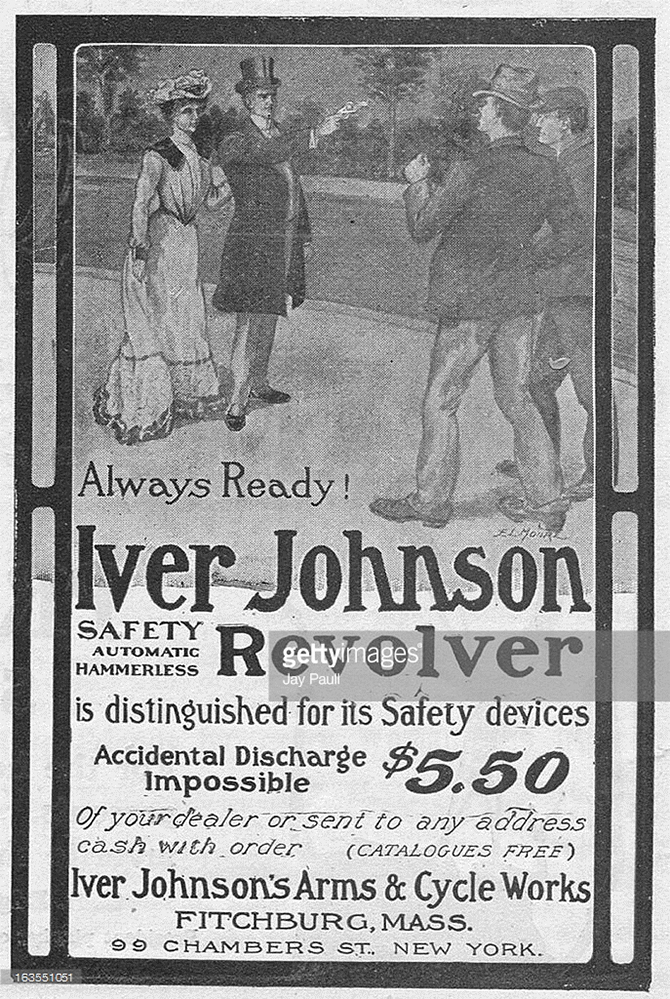 Always Ready!
E L Moore
Iver Johnson
SAFETY
AUTOMATIC
HAMMERLESS
Revolver
gettyimages
Jay Paull
is distinguished for its Safety devices
Accidental Discharge
Impossible
$5.50
Of your dealer or sent to any address
cash with order (CATALOGUES FREE)
Iver Johnson's Arms & Cycle Works
FITCHBURG, MASS.
99 CHAMBERS ST., NEW YORK.
163551051